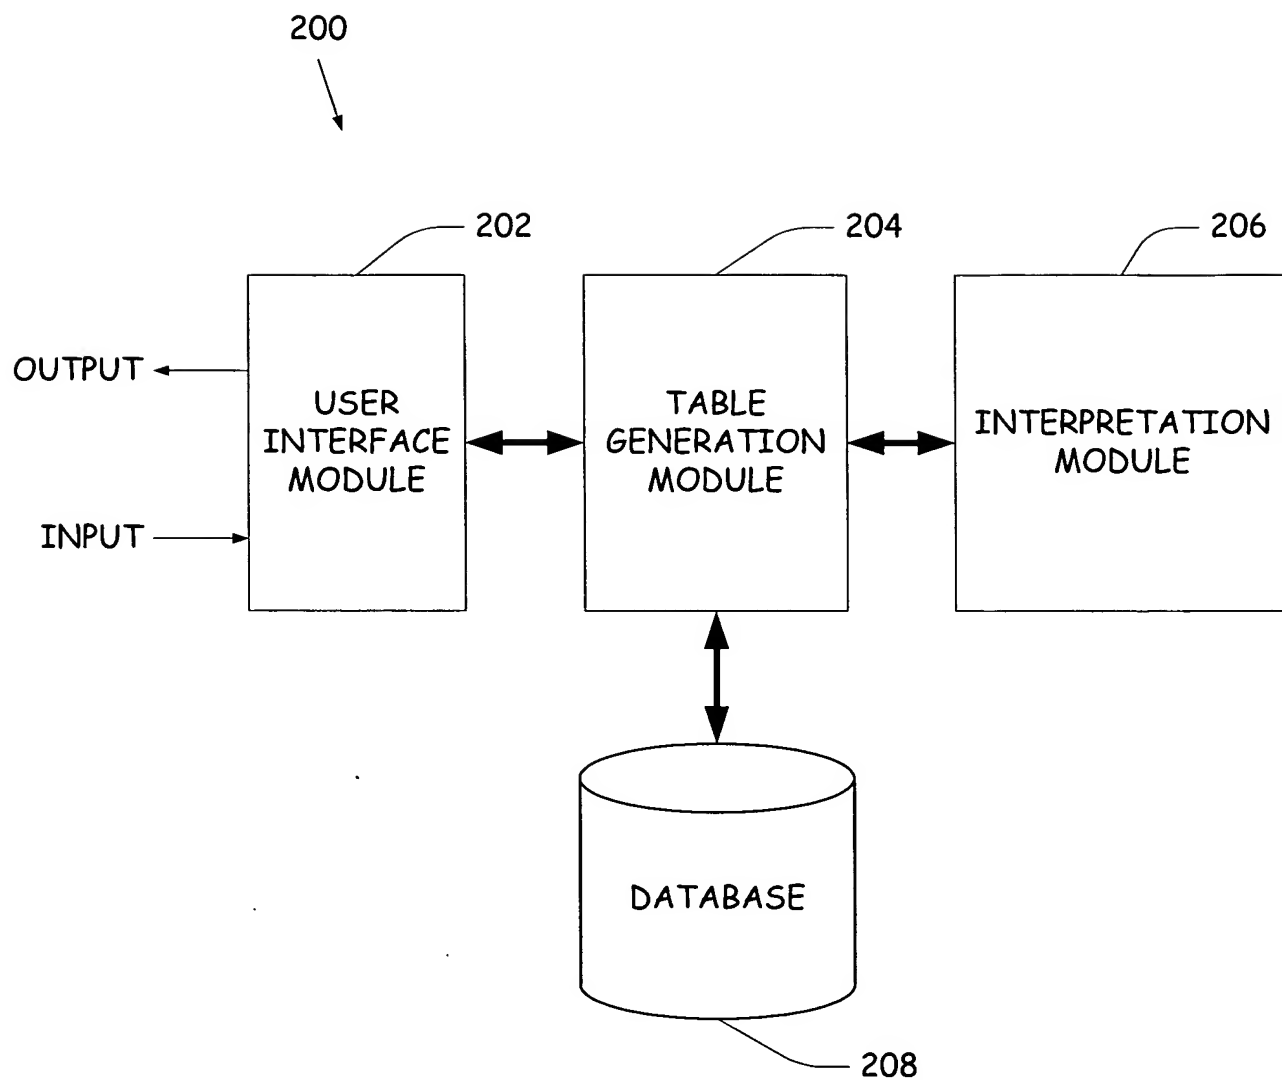 200
202
204
206
OUTPUT
INPUT
USER
INTERFACE
MODULE
TABLE
GENERATION
MODULE
INTERPRETATION
MODULE
DATABASE
208